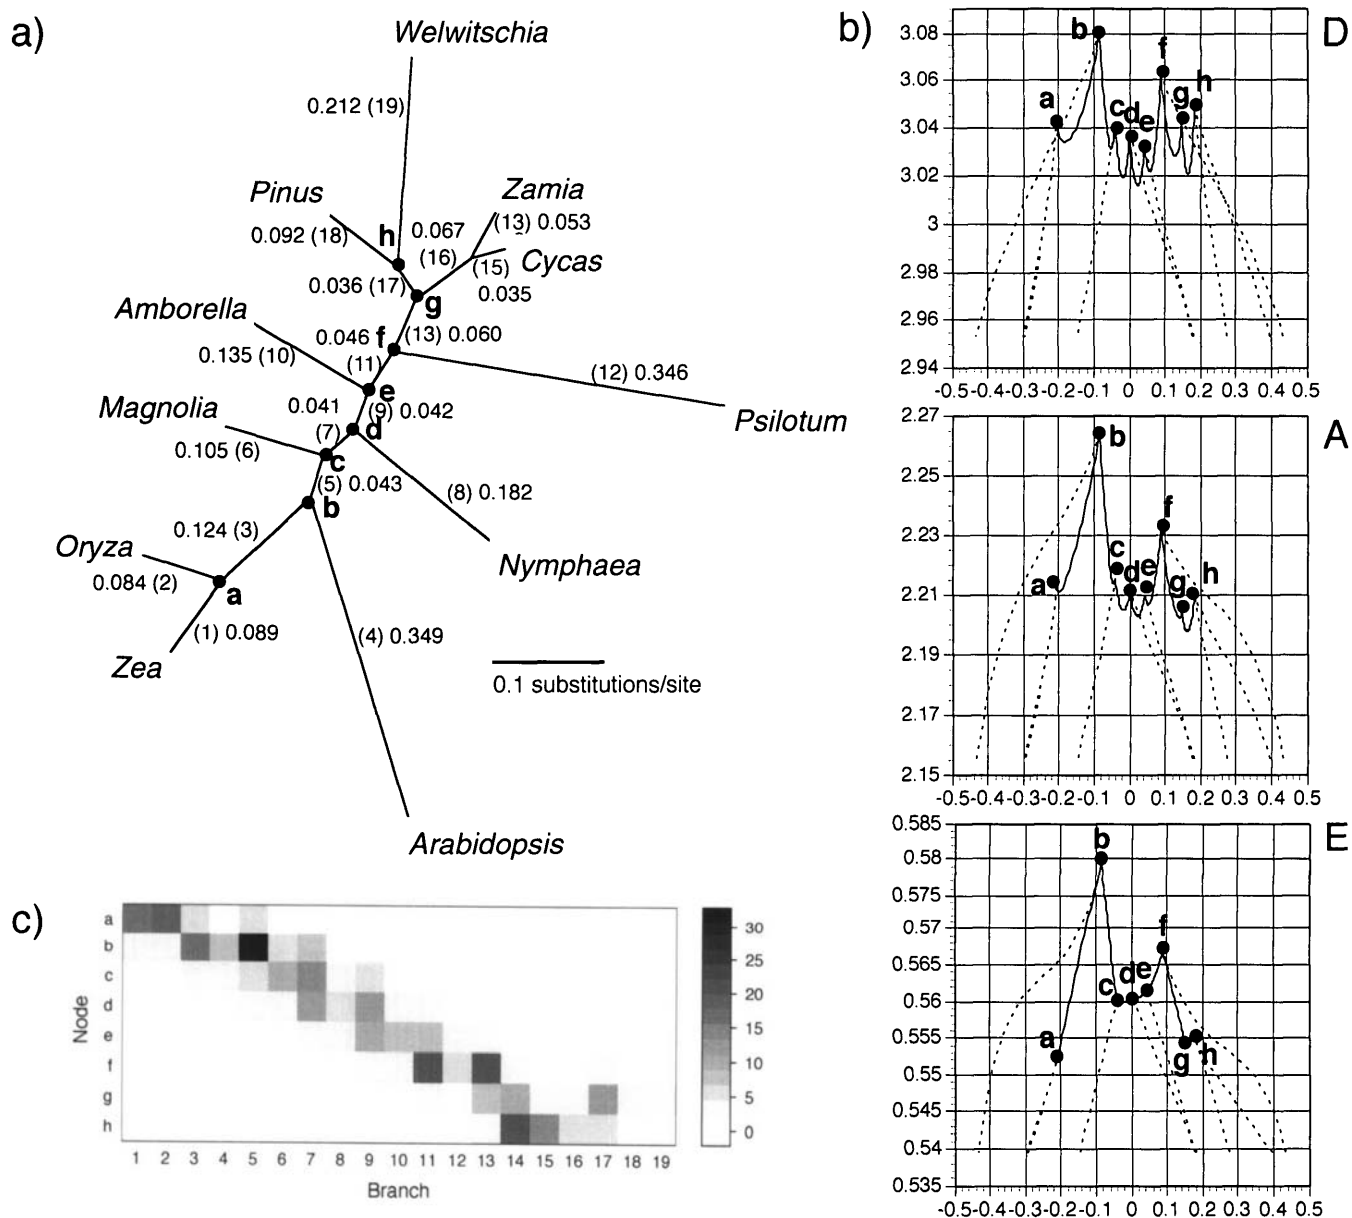 a)
Welwitschia
0.212 (19)
Pinus
0.092 (18)
h
0.067
(16)
Zamia
(13) 0.053
(15)
Cycas
0.035
0.036 (17)
g
Amborella
0.135 (10)
0.046
f
(13) 0.060
(11)
(12) 0.346
Psilotum
e
Magnolia
0.105 (6)
0.041
(9) 0.042
(7)
d
c
(5) 0.043
(8) 0.182
b
Nymphaea
0.124 (3)
Oryza
0.084 (2)
a
(1) 0.089
Zea
(4) 0.349
0.1 substitutions/site
Arabidopsis
b)
D
3.08
3.06
3.04
3.02
3
2.98
2.96
2.94
a
b
c
d
e
f
g
h
-0.5 -0.4 -0.3 -0.2 -0.1 0 0.1 0.2 0.3 0.4 0.5
A
2.27
2.25
2.23
2.21
2.19
2.17
2.15
a
b
c
d
e
f
g
h
-0.5 -0.4 -0.3 -0.2 -0.1 0 0.1 0.2 0.3 0.4 0.5
E
0.585
0.58
0.575
0.57
0.565
0.56
0.555
0.55
0.545
0.54
0.535
a
b
c
d
e
f
g
h
-0.5 -0.4 -0.3 -0.2 -0.1 0 0.1 0.2 0.3 0.4 0.5
c)
Node
a
b
c
d
e
f
g
h
1 2 3 4 5 6 7 8 9 10 11 12 13 14 15 16 17 18 19
Branch
30
25
20
15
10
5
0